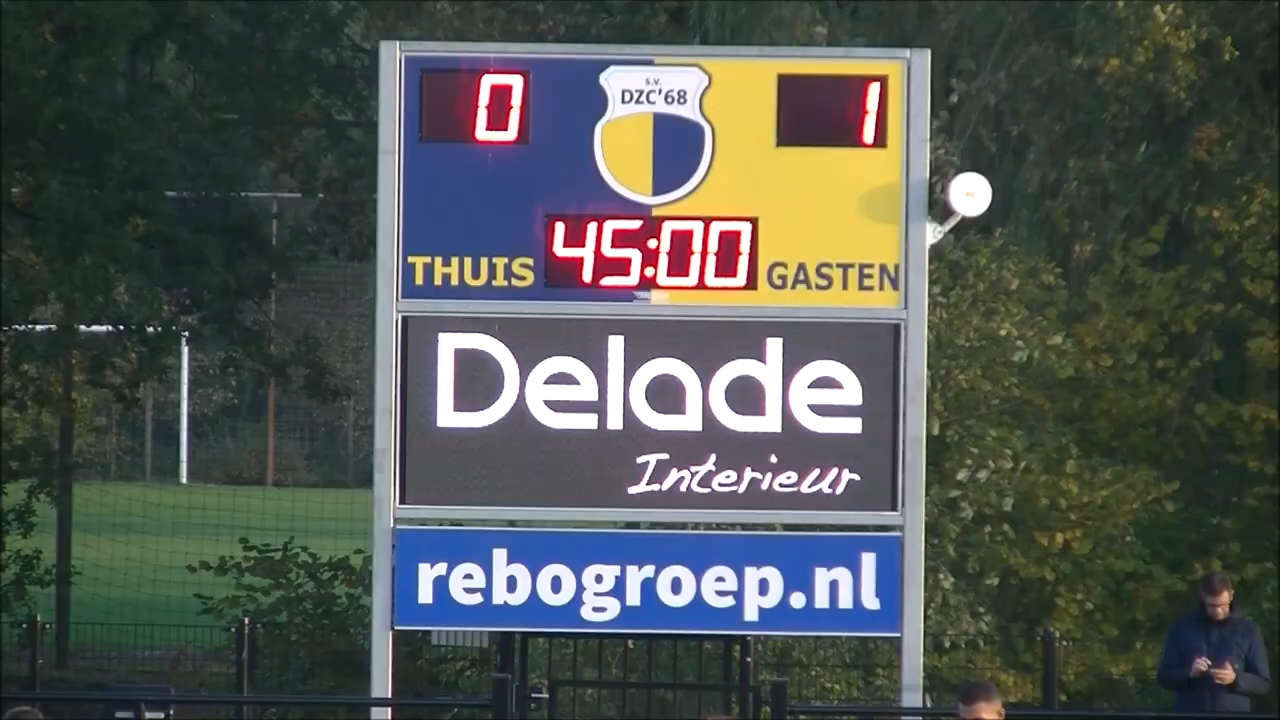 0
1
s.v.
DZC'68
45:00
THUIS
GASTEN
Delade
Interieur
rebogroep.nl